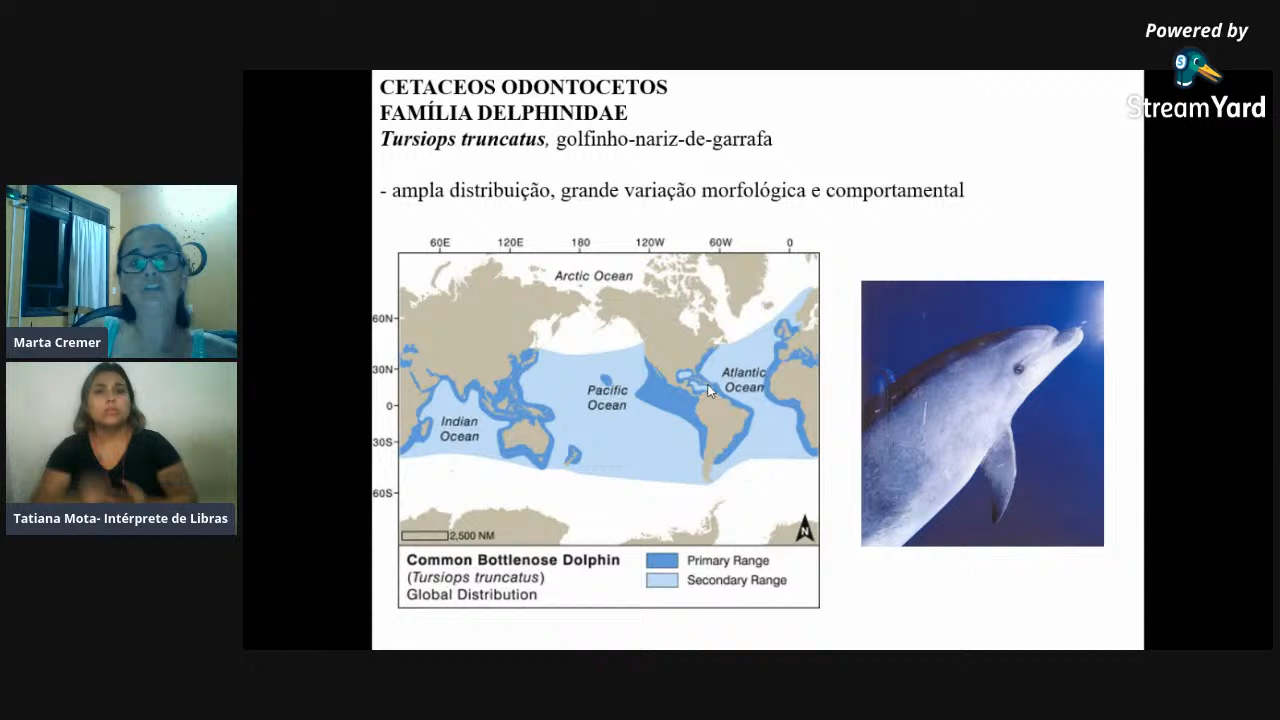 Powered by
StreamYard
CETACEOS ODONTOCETOS
FAMÍLIA DELPHINIDAE
Tursiops truncatus, golfinho-nariz-de-garrafa
- ampla distribuição, grande variação morfológica e comportamental
60E 120E 180 120W 60W 0
Arctic Ocean
60N
30N
0
30S
60S
Pacific
Ocean
Atlantic
Ocean
Indian
Ocean
2,500 NM
N
Common Bottlenose Dolphin
(Tursiops truncatus)
Global Distribution
Primary Range
Secondary Range
Marta Cremer
Tatiana Mota- Intérprete de Libras